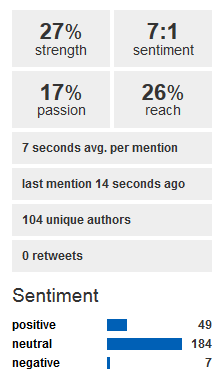 27% 7:1
strength sentiment
17% 26%
passion reach
7 seconds avg. per mention
last mention 14 seconds ago
104 unique authors
0 retweets
Sentiment
positive 49
neutral 184
negative 7